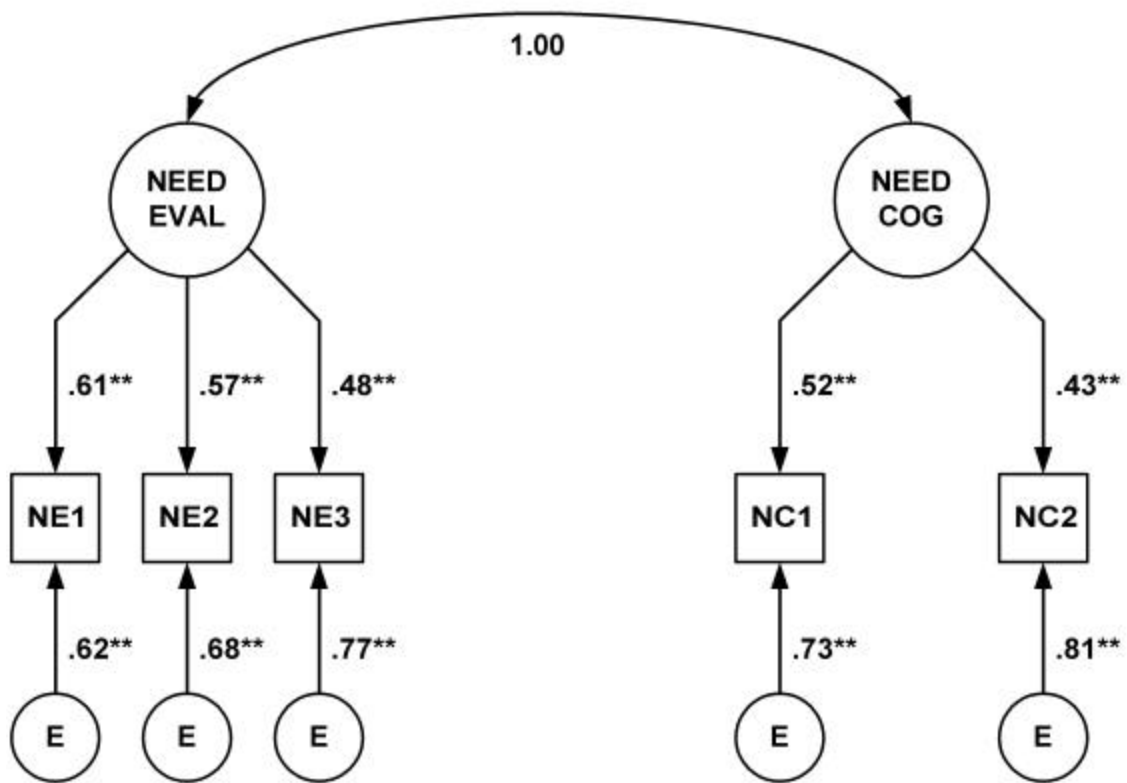 1.00
NEED
EVAL
NEED
COG
.61**
.57**
.48**
.52**
.43**
NE1
NE2
NE3
NC1
NC2
.62**
.68**
.77**
.73**
.81**
E
E
E
E
E